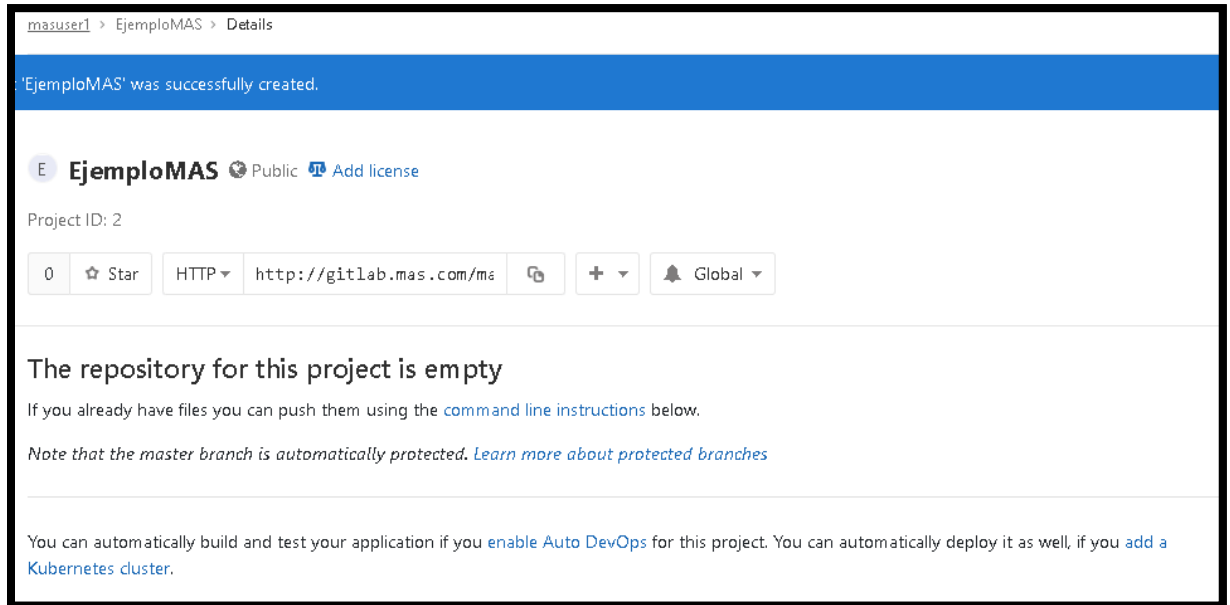 masuser1 > EjemploMAS > Details
'EjemploMAS' was successfully created.
E EjemploMAS Public Add license
Project ID: 2
0 Star HTTP http://gitlab.mas.com/ma + Global
The repository for this project is empty
If you already have files you can push them using the command line instructions below.
Note that the master branch is automatically protected. Learn more about protected branches
You can automatically build and test your application if you enable Auto DevOps for this project. You can automatically deploy it as well, if you add a
Kubernetes cluster.